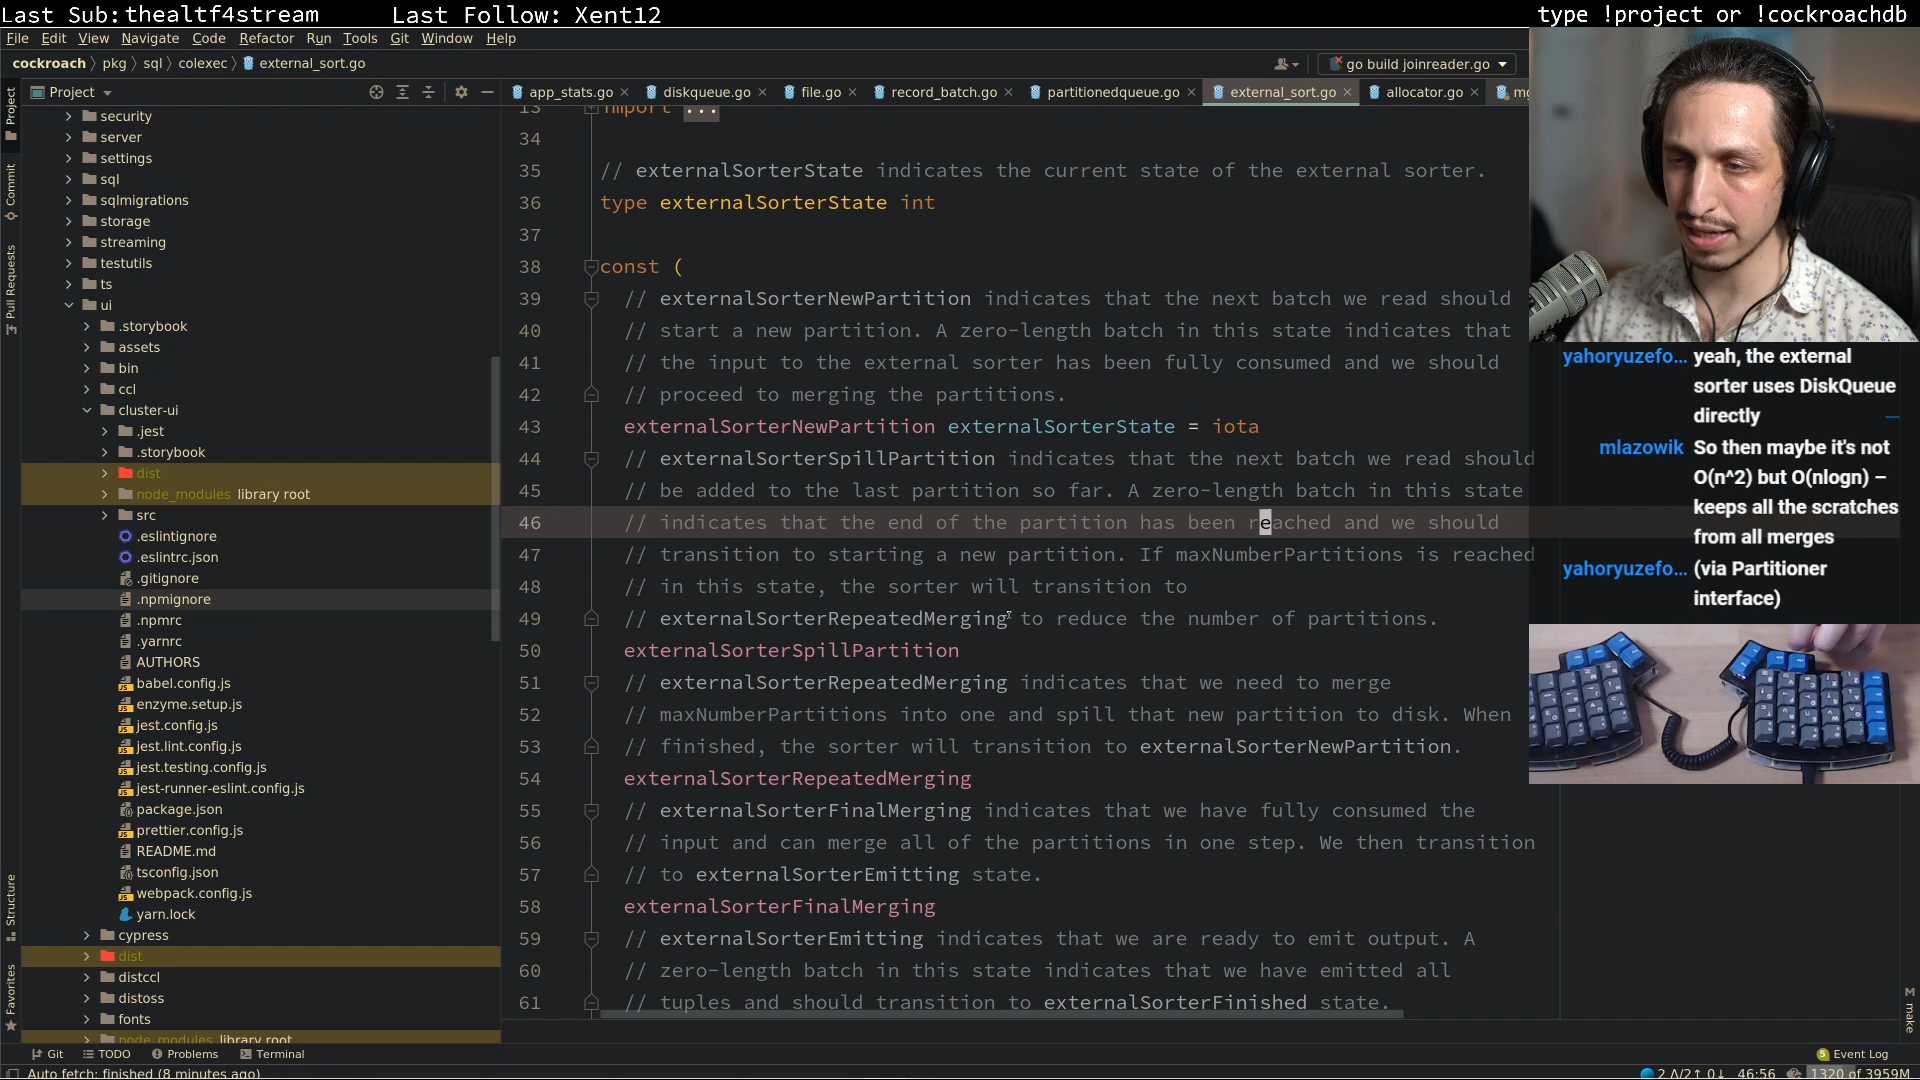 Last Sub:thealtf4stream Last Follow: Xent12 type !project or !cockroachdb
File Edit View Navigate Code Refactor Run Tools Git Window Help
cockroach pkg sql colexec external_sort.go go build joinreader.go
Project app_stats.go diskqueue.go file.go record_batch.go partitionedqueue.go external_sort.go allocator.go
Project
Commit
Pull Requests
Structure
Favorites
security
server
settings
sql
sqlmigrations
storage
streaming
testutils
ts
ui
.storybook
assets
bin
ccl
cluster-ui
.jest
.storybook
dist
node_modules library root
src
.eslintignore
.eslintrc.json
.gitignore
.npmignore
.npmrc
.yarnrc
AUTHORS
babel.config.js
enzyme.setup.js
jest.config.js
jest.lint.config.js
jest.testing.config.js
jest-runner-eslint.config.js
package.json
prettier.config.js
README.md
tsconfig.json
webpack.config.js
yarn.lock
cypress
dist
distccl
distoss
fonts
node_modules library root
13 import ...
34
35 // externalSorterState indicates the current state of the external sorter.
36 type externalSorterState int
37
38 const (
39 // externalSorterNewPartition indicates that the next batch we read should
40 // start a new partition. A zero-length batch in this state indicates that
41 // the input to the external sorter has been fully consumed and we should
42 // proceed to merging the partitions.
43 externalSorterNewPartition externalSorterState = iota
44 // externalSorterSpillPartition indicates that the next batch we read should
45 // be added to the last partition so far. A zero-length batch in this state
46 // indicates that the end of the partition has been reached and we should
47 // transition to starting a new partition. If maxNumberPartitions is reached
48 // in this state, the sorter will transition to
49 // externalSorterRepeatedMerging to reduce the number of partitions.
50 externalSorterSpillPartition
51 // externalSorterRepeatedMerging indicates that we need to merge
52 // maxNumberPartitions into one and spill that new partition to disk. When
53 // finished, the sorter will transition to externalSorterNewPartition.
54 externalSorterRepeatedMerging
55 // externalSorterFinalMerging indicates that we have fully consumed the
56 // input and can merge all of the partitions in one step. We then transition
57 // to externalSorterEmitting state.
58 externalSorterFinalMerging
59 // externalSorterEmitting indicates that we are ready to emit output. A
60 // zero-length batch in this state indicates that we have emitted all
61 // tuples and should transition to externalSorterFinished state.
yahoryuzefo... yeah, the external
sorter uses DiskQueue
directly
mlazowik So then maybe it's not
O(n^2) but O(nlogn) –
keeps all the scratches
from all merges
yahoryuzefo... (via Partitioner
interface)
make
Git TODO Problems Terminal 5 Event Log
Auto fetch: finished (8 minutes ago) 46:56 1320 of 3959M